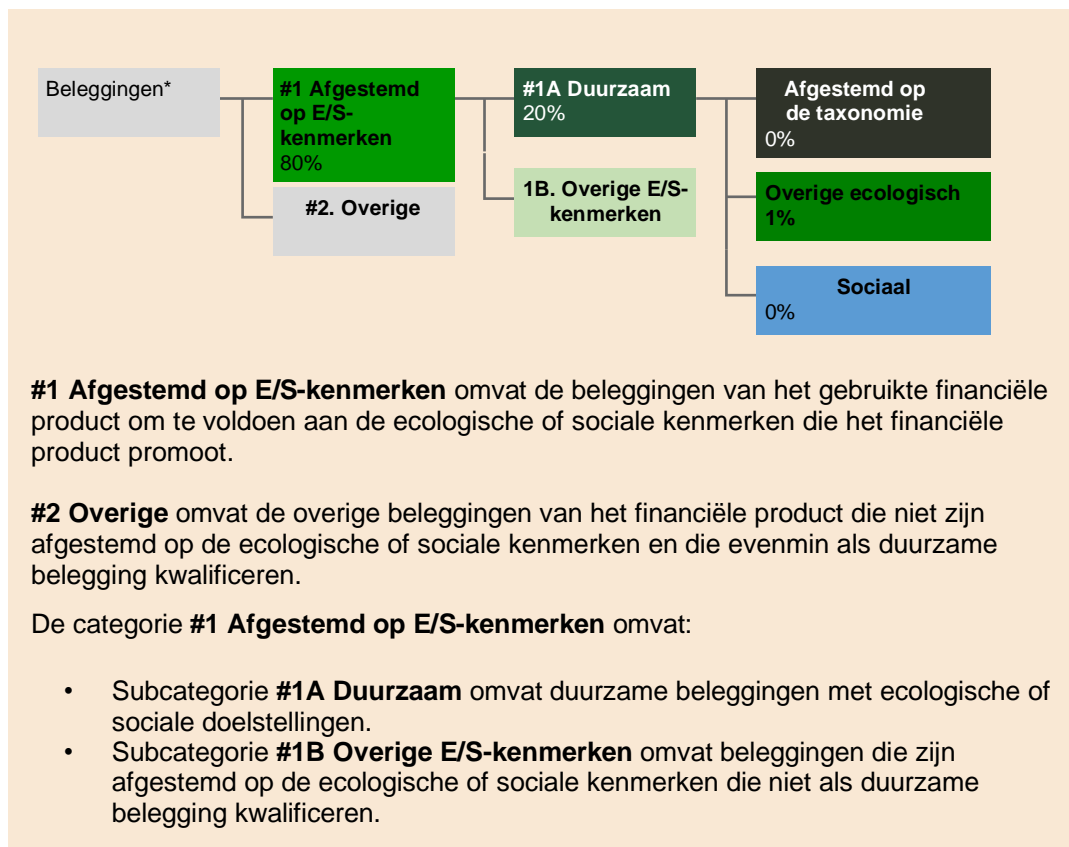 Beleggingen*
#1 Afgestemd
op E/S-
kenmerken
80%
#2. Overige
#1A Duurzaam
20%
1B. Overige E/S-
kenmerken
Afgestemd op
de taxonomie
0%
Overige ecologisch
1%
Sociaal
0%
#1 Afgestemd op E/S-kenmerken omvat de beleggingen van het gebruikte financiële
product om te voldoen aan de ecologische of sociale kenmerken die het financiële
product promoot.
#2 Overige omvat de overige beleggingen van het financiële product die niet zijn
afgestemd op de ecologische of sociale kenmerken en die evenmin als duurzame
belegging kwalificeren.
De categorie #1 Afgestemd op E/S-kenmerken omvat:
• Subcategorie #1A Duurzaam omvat duurzame beleggingen met ecologische of
sociale doelstellingen.
• Subcategorie #1B Overige E/S-kenmerken omvat beleggingen die zijn
afgestemd op de ecologische of sociale kenmerken die niet als duurzame
belegging kwalificeren.